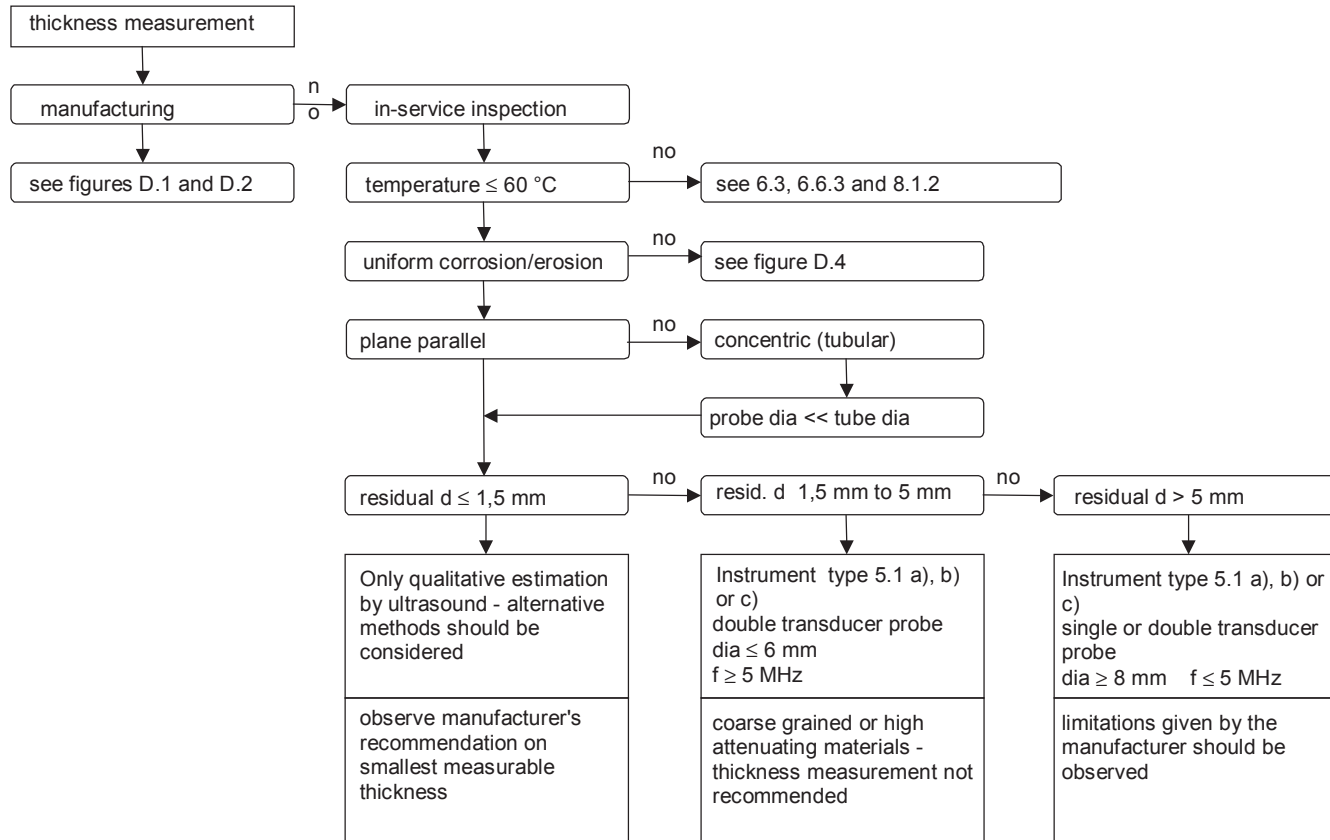 thickness measurement
manufacturing
n
o
in-service inspection
see figures D.1 and D.2
temperature ≤ 60 °C
no
see 6.3, 6.6.3 and 8.1.2
uniform corrosion/erosion
no
see figure D.4
plane parallel
no
concentric (tubular)
probe dia << tube dia
residual d ≤ 1,5 mm
no
resid. d 1,5 mm to 5 mm
no
residual d > 5 mm
Only qualitative estimation
by ultrasound - alternative
methods should be
considered
observe manufacturer's
recommendation on
smallest measurable
thickness
Instrument type 5.1 a), b)
or c)
double transducer probe
dia ≤ 6 mm
f ≥ 5 MHz
coarse grained or high
attenuating materials -
thickness measurement not
recommended
Instrument type 5.1 a), b) or
c)
single or double transducer
probe
dia ≥ 8 mm f ≤ 5 MHz
limitations given by the
manufacturer should be
observed